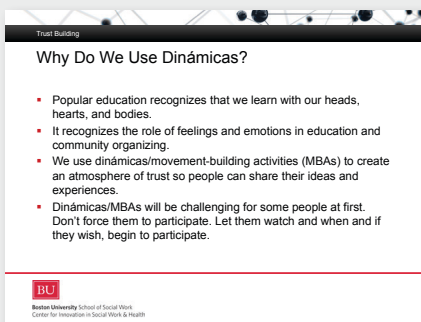 Trust Building
Why Do We Use Dinámicas?
▪ Popular education recognizes that we learn with our heads,
hearts, and bodies.
▪ It recognizes the role of feelings and emotions in education and
community organizing.
▪ We use dinámicas/movement-building activities (MBAs) to create
an atmosphere of trust so people can share their ideas and
experiences.
▪ Dinámicas/MBAs will be challenging for some people at first.
Don't force them to participate. Let them watch and when and if
they wish, begin to participate.
BU
Boston University School of Social Work
Center for Innovation in Social Work & Health